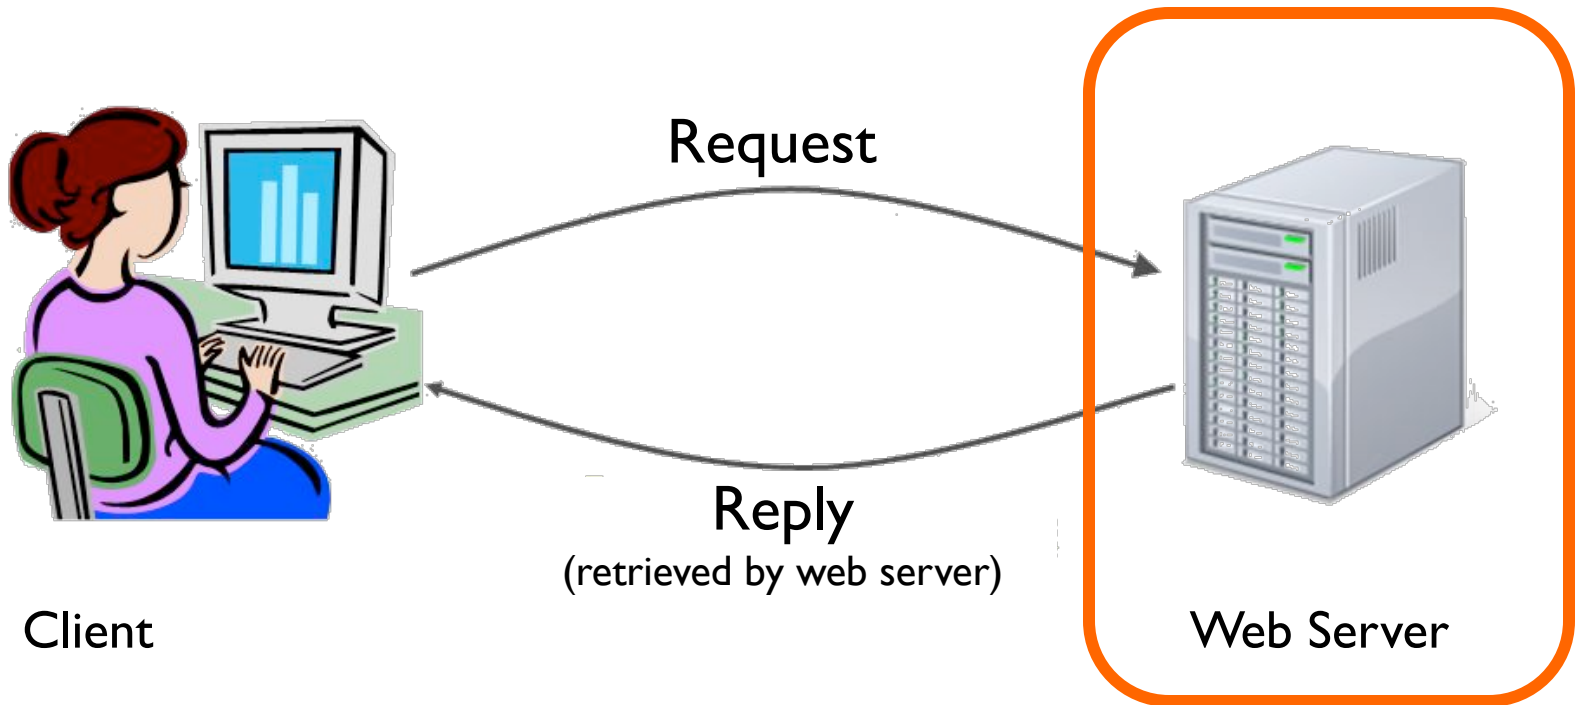 Request
Reply
(retrieved by web server)
Client
Web Server